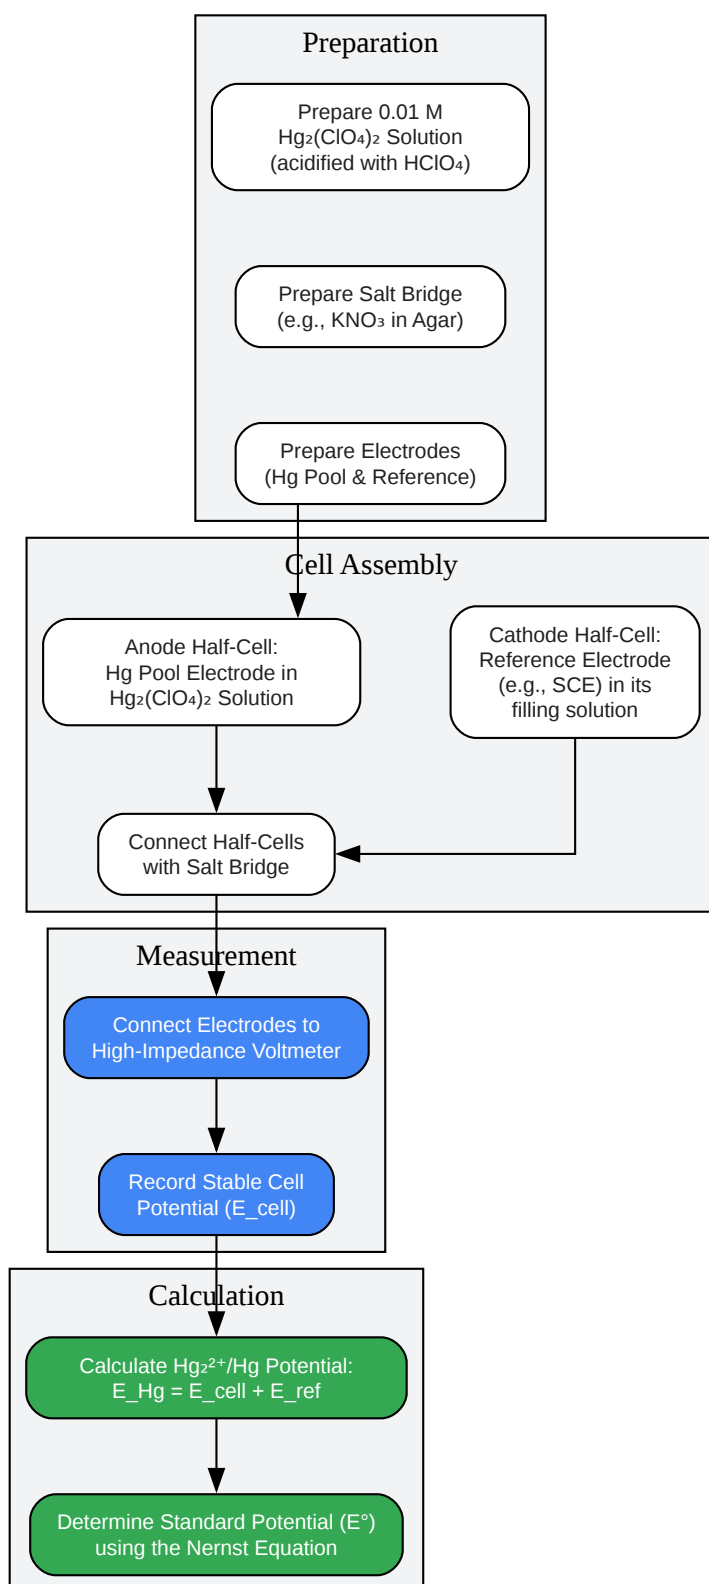 Preparation
Prepare 0.01 M
Hg₂(ClO₄)₂ Solution
(acidified with HClO₄)
Prepare Salt Bridge
(e.g., KNO₃ in Agar)
Prepare Electrodes
(Hg Pool & Reference)
Cell Assembly
Anode Half-Cell:
Hg Pool Electrode in
Hg₂(ClO₄)₂ Solution
Cathode Half-Cell:
Reference Electrode
(e.g., SCE) in its
filling solution
Connect Half-Cells
with Salt Bridge
Measurement
Connect Electrodes to
High-Impedance Voltmeter
Record Stable Cell
Potential (E_cell)
Calculation
Calculate Hg₂²⁺/Hg Potential:
E_Hg = E_cell + E_ref
Determine Standard Potential (E°)
using the Nernst Equation